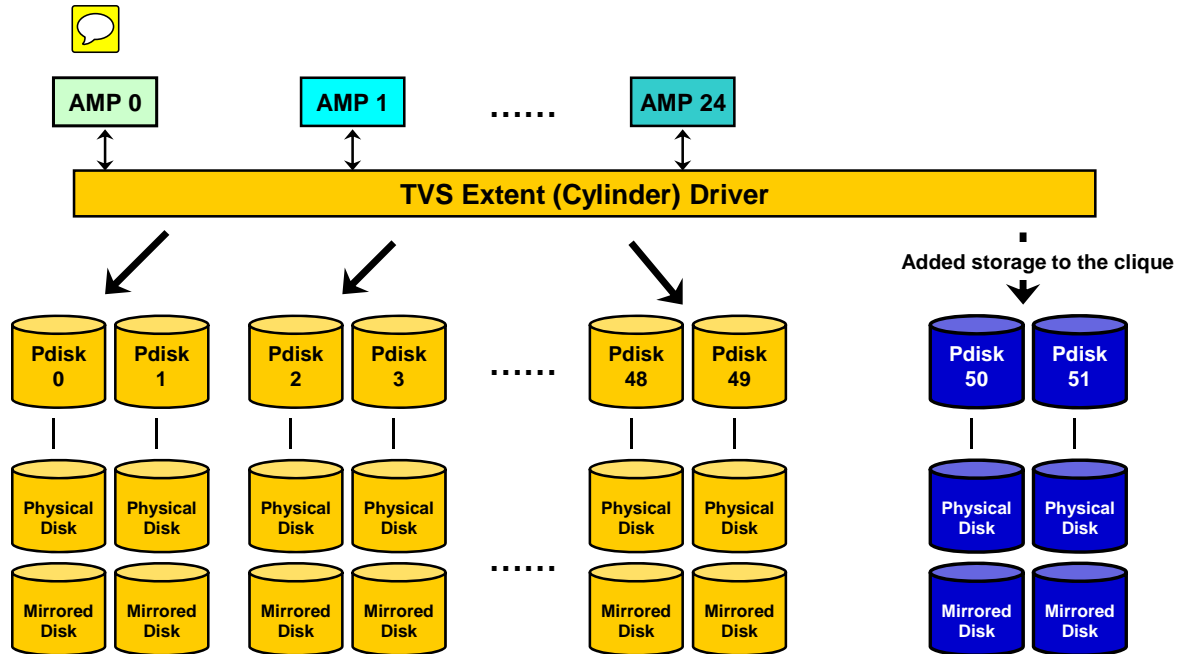 AMP 0
AMP 1
......
AMP 24
TVS Extent (Cylinder) Driver
Added storage to the clique
Pdisk
0
Pdisk
1
Pdisk
2
Pdisk
3
......
Pdisk
48
Pdisk
49
Pdisk
50
Pdisk
51
Physical
Disk
Physical
Disk
Physical
Disk
Physical
Disk
Physical
Disk
Physical
Disk
Physical
Disk
Physical
Disk
......
Mirrored
Disk
Mirrored
Disk
Mirrored
Disk
Mirrored
Disk
Mirrored
Disk
Mirrored
Disk
Mirrored
Disk
Mirrored
Disk